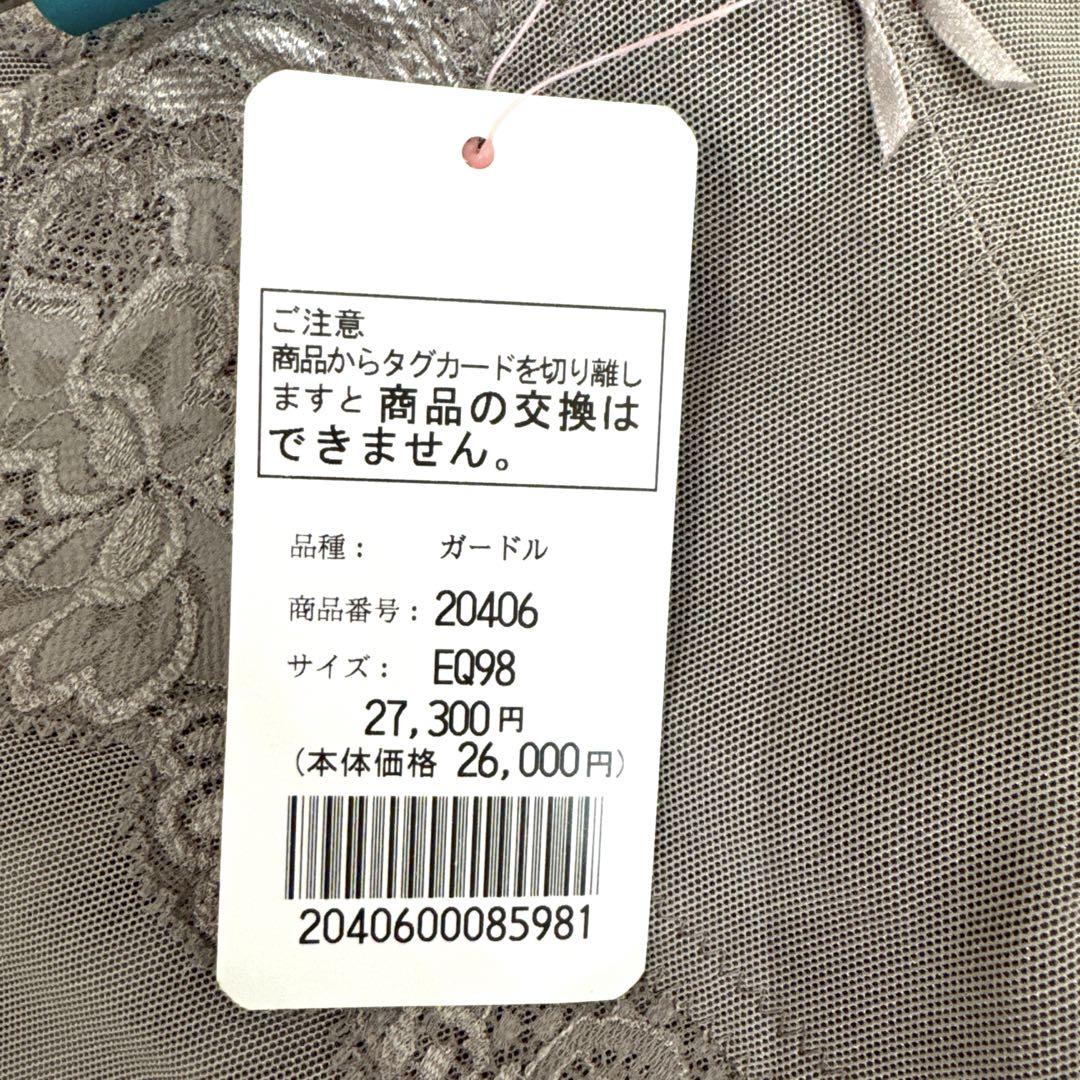 ご注意
商品からタグカードを切り離し
ますと 商品の交換は
できません。
品種： ガードル
商品番号：20406
サイズ： EQ98
27,300円
（本体価格 26,000円）
2040600085981